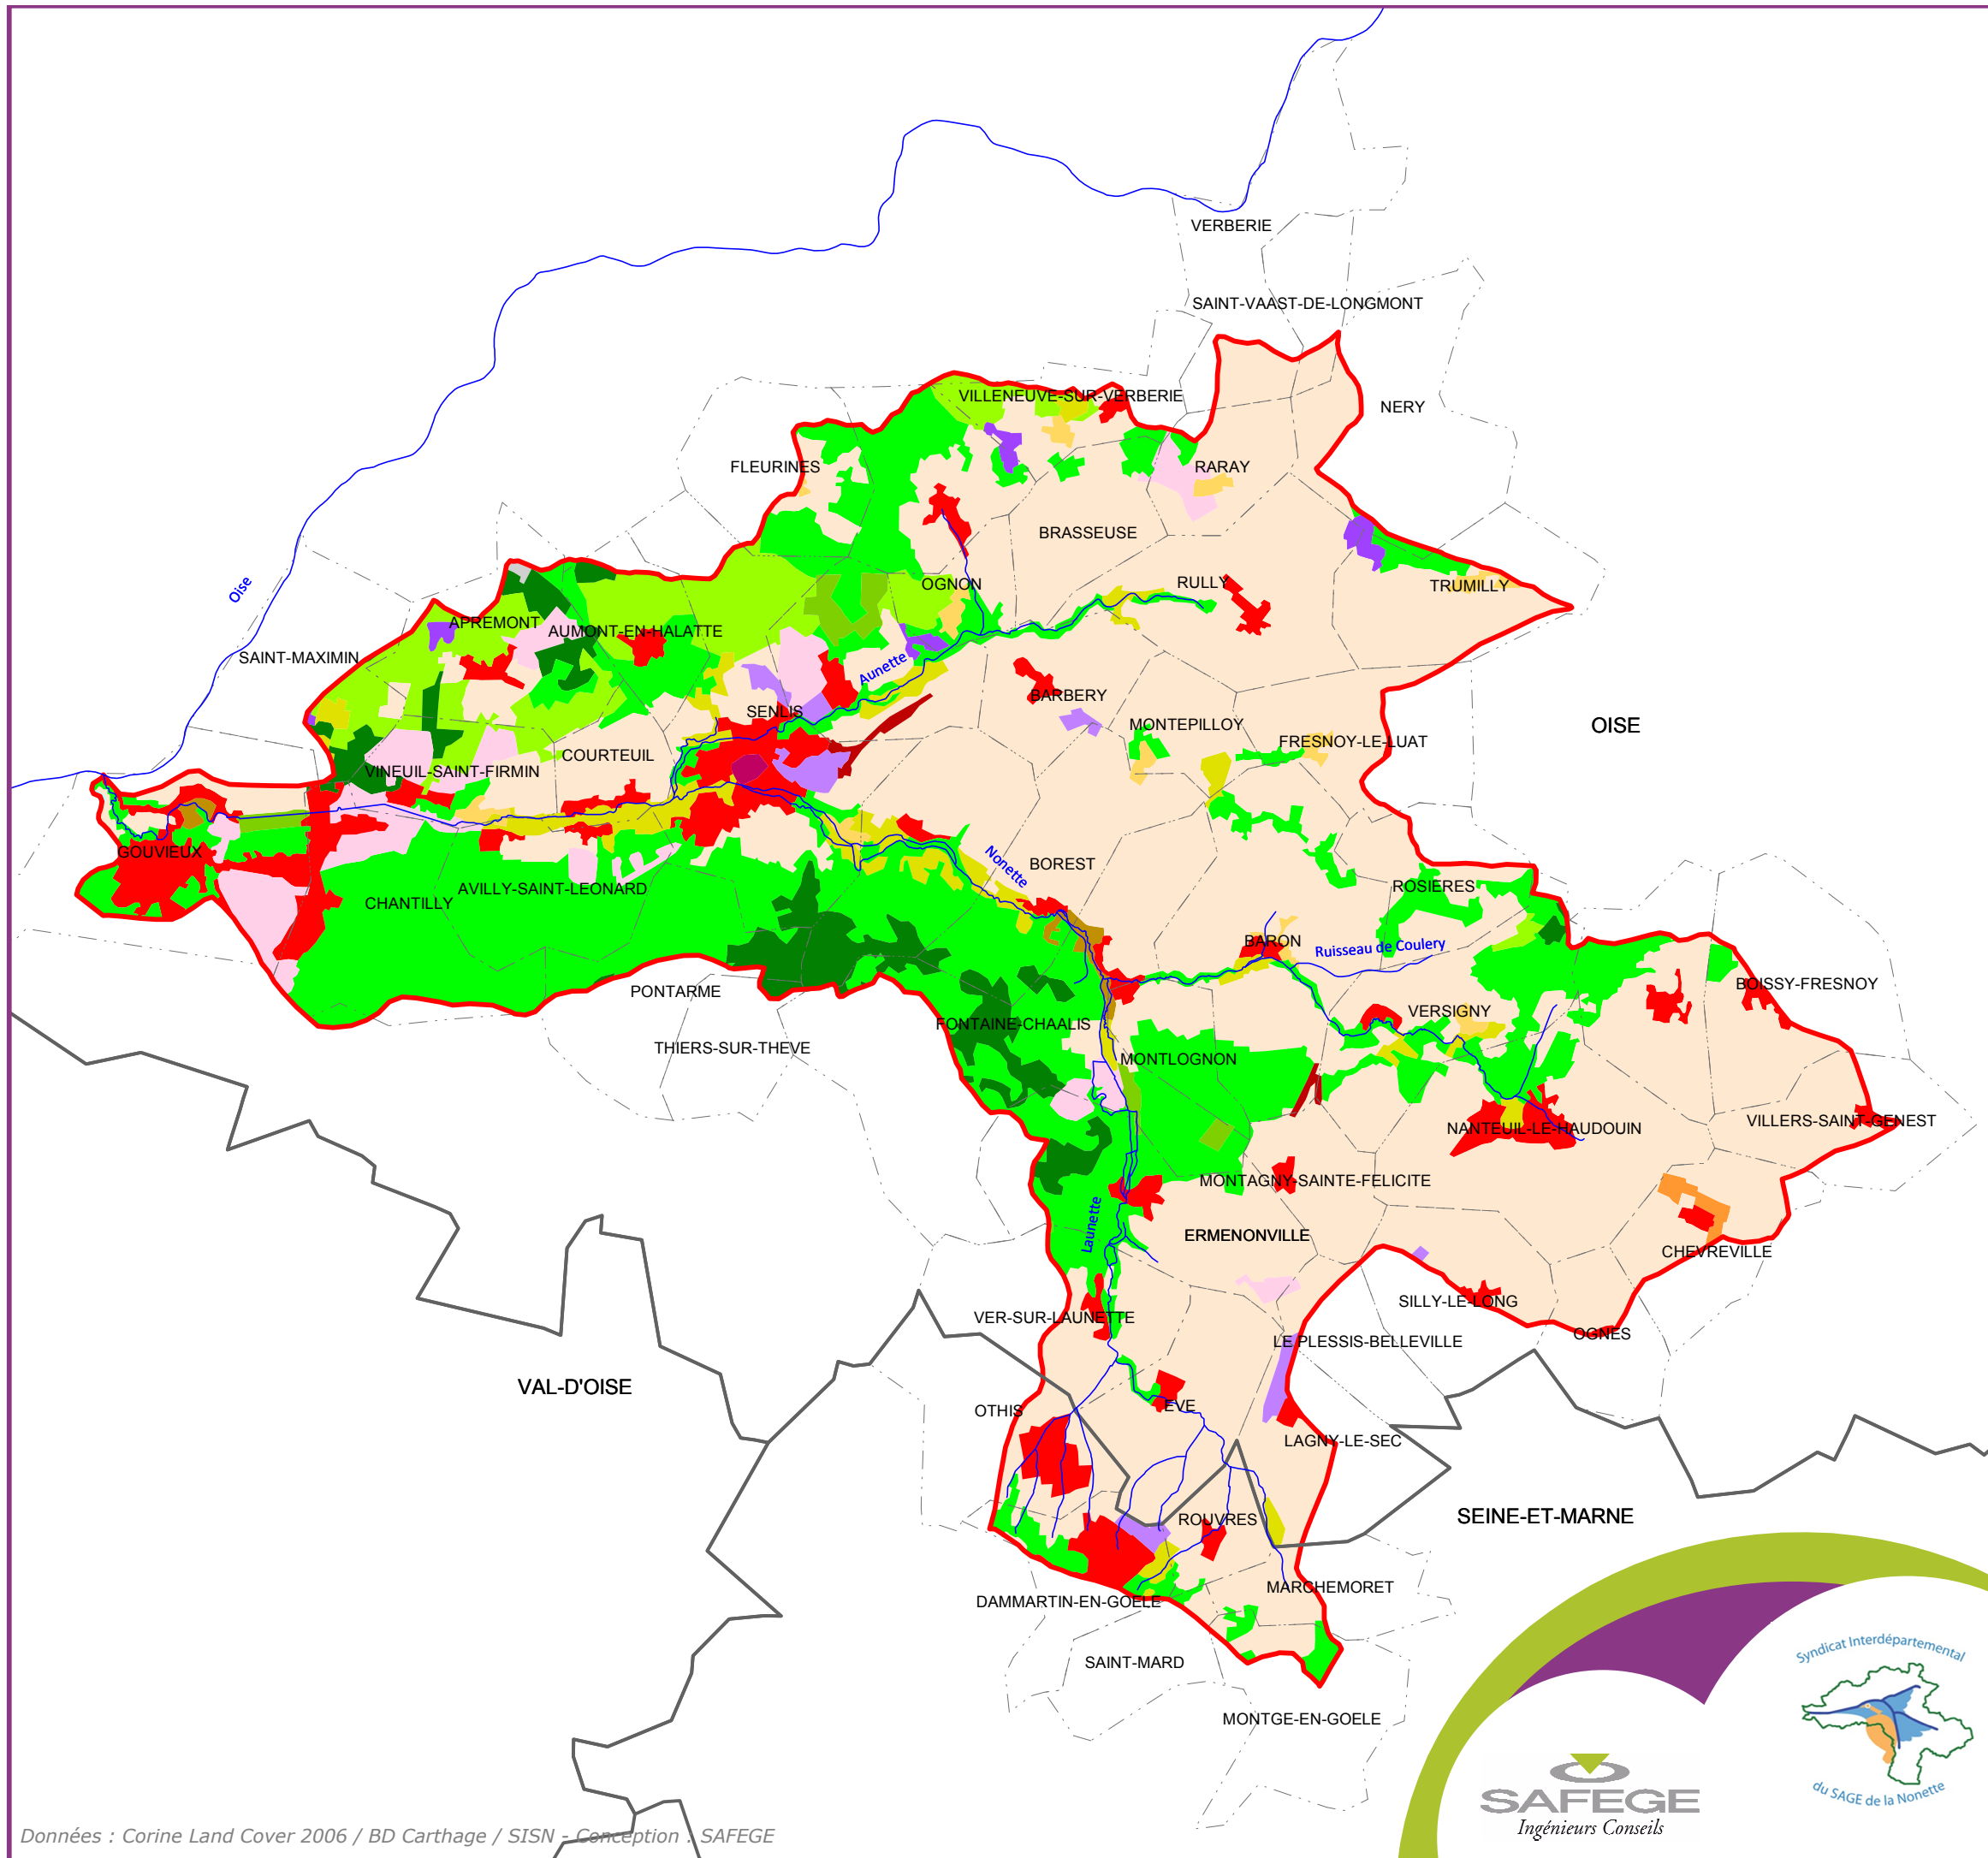 VERBERIE
SAINT-VAAST-DE-LONGMONT
VILLENEUVE-SUR-VERBERIE
NERY
FLEURINES
RARAY
BRASSEUSE
Oise
OGNON
RULLY
TRUMILLY
APREMONT
AUMONT-EN-HALATTE
SAINT-MAXIMIN
Aunette
BARBERY
SENLIS
MONTEPILLOY
OISE
FRESNOY-LE-LUAT
COURTEUIL
VINEUIL-SAINT-FIRMIN
GOUVIEUX
Nonette
BOREST
AVILLY-SAINT-LEONARD
ROSIERES
CHANTILLY
BARON
Ruisseau de Coulery
PONTARME
BOISSY-FRESNOY
VERSIGNY
FONTAINE-CHAALIS
THIERS-SUR-THEVE
MONTLOGNON
VILLERS-SAINT-GENEST
NANTEUIL-LE-HAUDOUIN
MONTAGNY-SAINTE-FELICITE
Launette
ERMENONVILLE
CHEVREVILLE
SILLY-LE-LONG
VER-SUR-LAUNETTE
OGNES
LE PLESSIS-BELLEVILLE
VAL-D'OISE
OTHIS
EVE
LAGNY-LE-SEC
SEINE-ET-MARNE
ROUVRES
MARCHEMORET
DAMMARTIN-EN-GOELE
SAINT-MARD
MONTGE-EN-GOELE
Syndicat Interdépartemental
du SAGE de la Nonette
SAFEGE
Ingénieurs Conseils
Données : Corine Land Cover 2006 / BD Carthage / SISN - Conception : SAFEGE